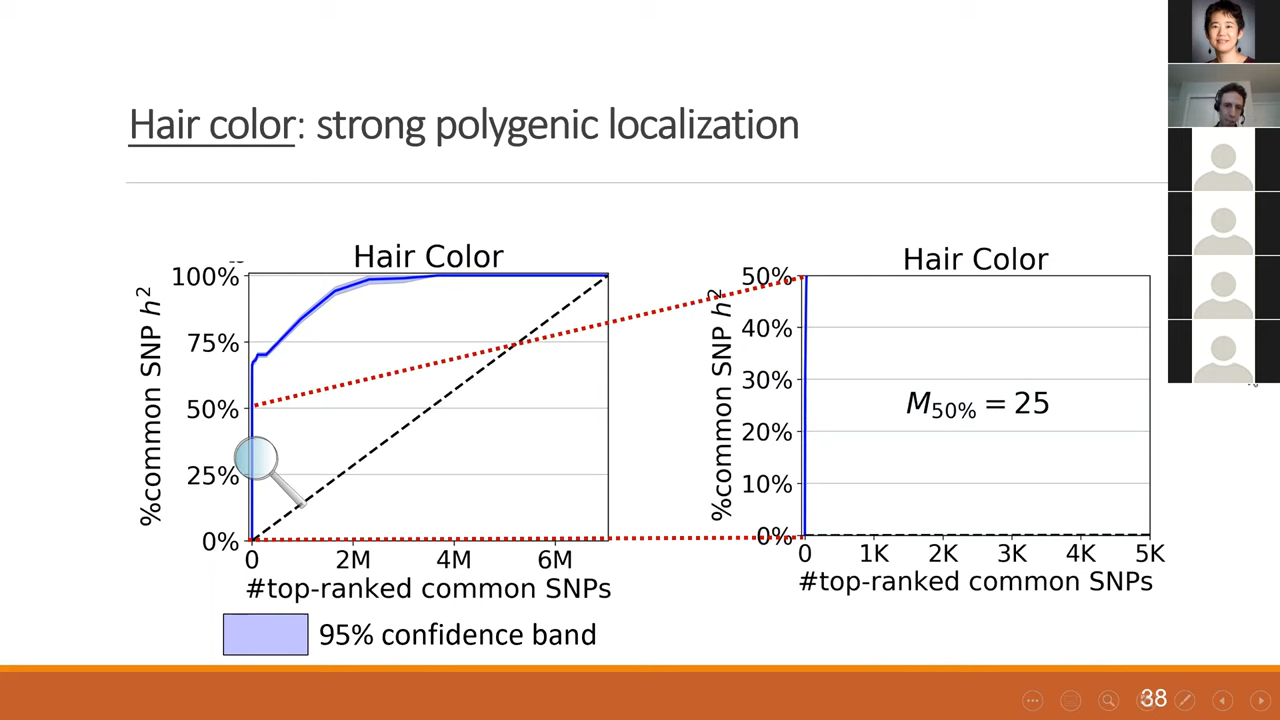 Hair color: strong polygenic localization
Hair Color
100%
75%
50%
25%
0%
%common SNP h²
0 2M 4M 6M
#top-ranked common SNPs
95% confidence band
Hair Color
50%
40%
30%
20%
10%
0%
%common SNP h²
M50% = 25
0 1K 2K 3K 4K 5K
#top-ranked common SNPs
38